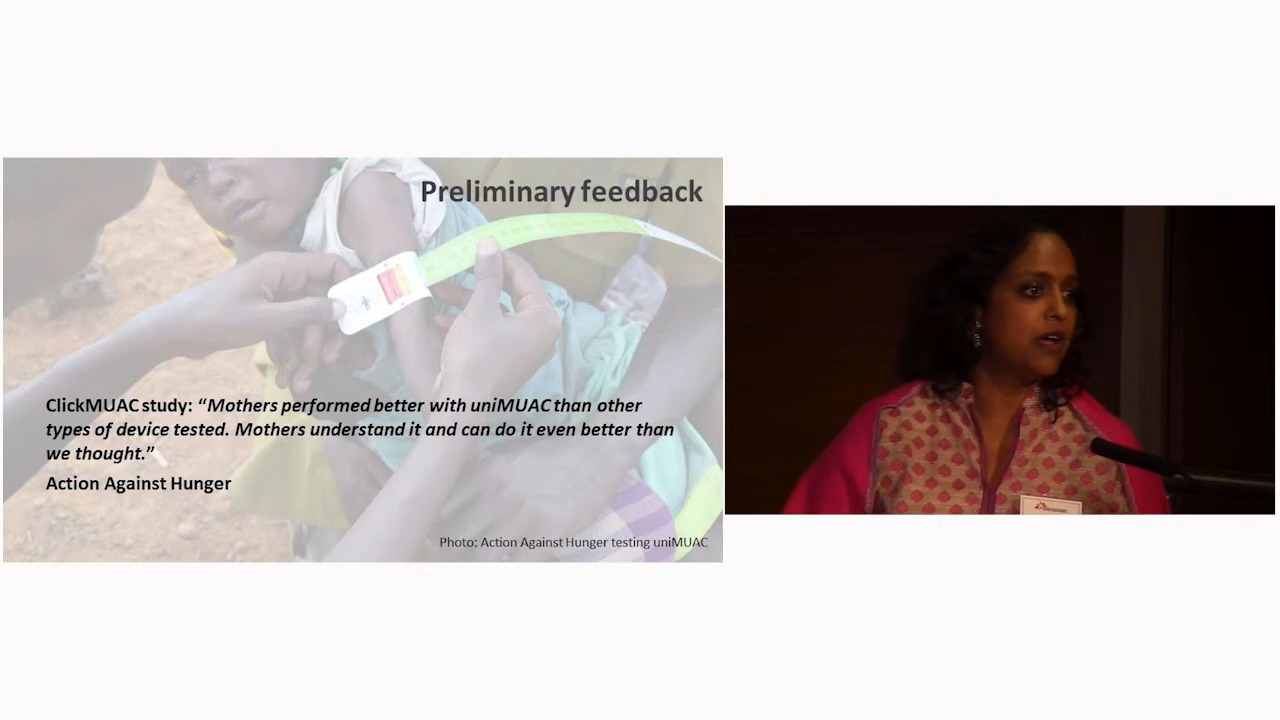 Preliminary feedback
ClickMUAC study: “Mothers performed better with uniMUAC than other
types of device tested. Mothers understand it and can do it even better than
we thought.”
Action Against Hunger
Photo: Action Against Hunger testing uniMUAC